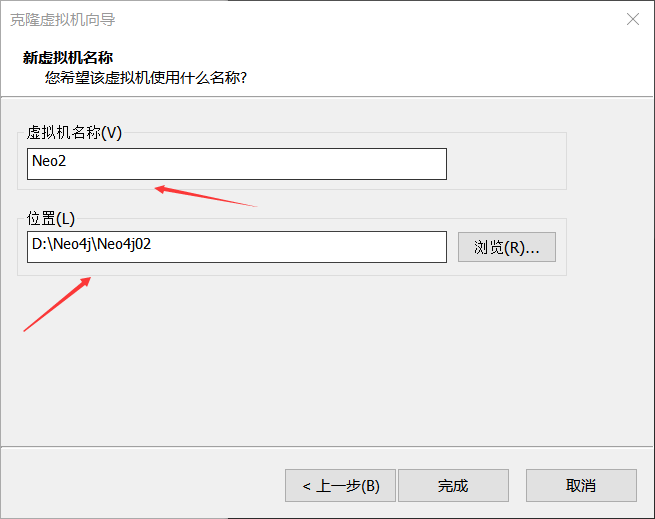 克隆虚拟机向导
新虚拟机名称
您希望该虚拟机使用什么名称?
虚拟机名称(V)
Neo2
位置(L)
D:\Neo4j\Neo4j02
浏览(R)...
< 上一步(B)
完成
取消